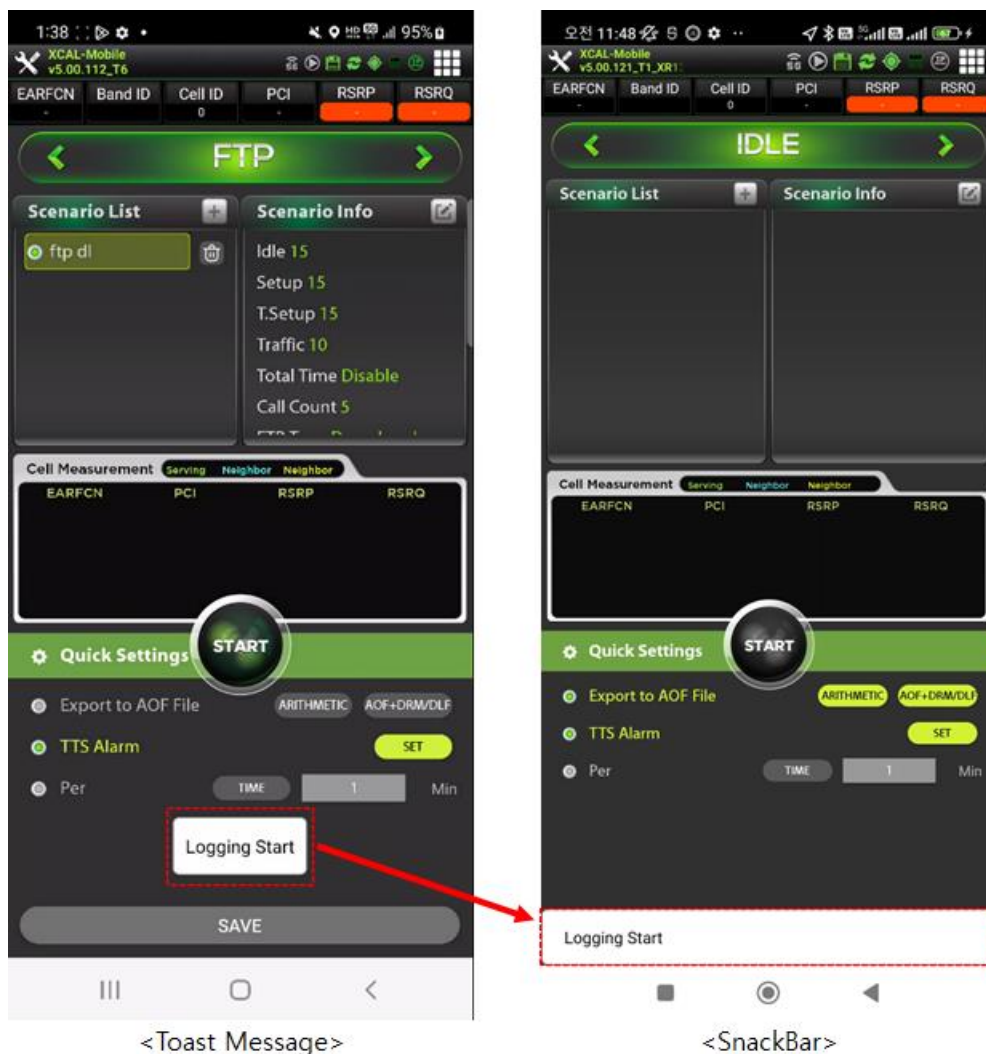 1:38
95%
XCAL-Mobile
v5.00.112_T6
EARFCN Band ID Cell ID PCI RSRP RSRQ
- - 0 - - -
FTP
Scenario List
Scenario Info
ftp dl
Idle 15
Setup 15
T.Setup 15
Traffic 10
Total Time Disable
Call Count 5
Cell Measurement Serving Neighbor Neighbor
EARFCN PCI RSRP RSRQ
START
Quick Settings
Export to AOF File ARITHMETIC AOF+DRM/DLF
TTS Alarm SET
Per TIME 1 Min
Logging Start
SAVE
<Toast Message>
오전 11:48
XCAL-Mobile
v5.00.121_T1_XR1
EARFCN Band ID Cell ID PCI RSRP RSRQ
- - 0 - - -
IDLE
Scenario List
Scenario Info
Cell Measurement Serving Neighbor Neighbor
EARFCN PCI RSRP RSRQ
START
Quick Settings
Export to AOF File ARITHMETIC AOF+DRM/DLF
TTS Alarm SET
Per TIME 1 Min
Logging Start
<SnackBar>